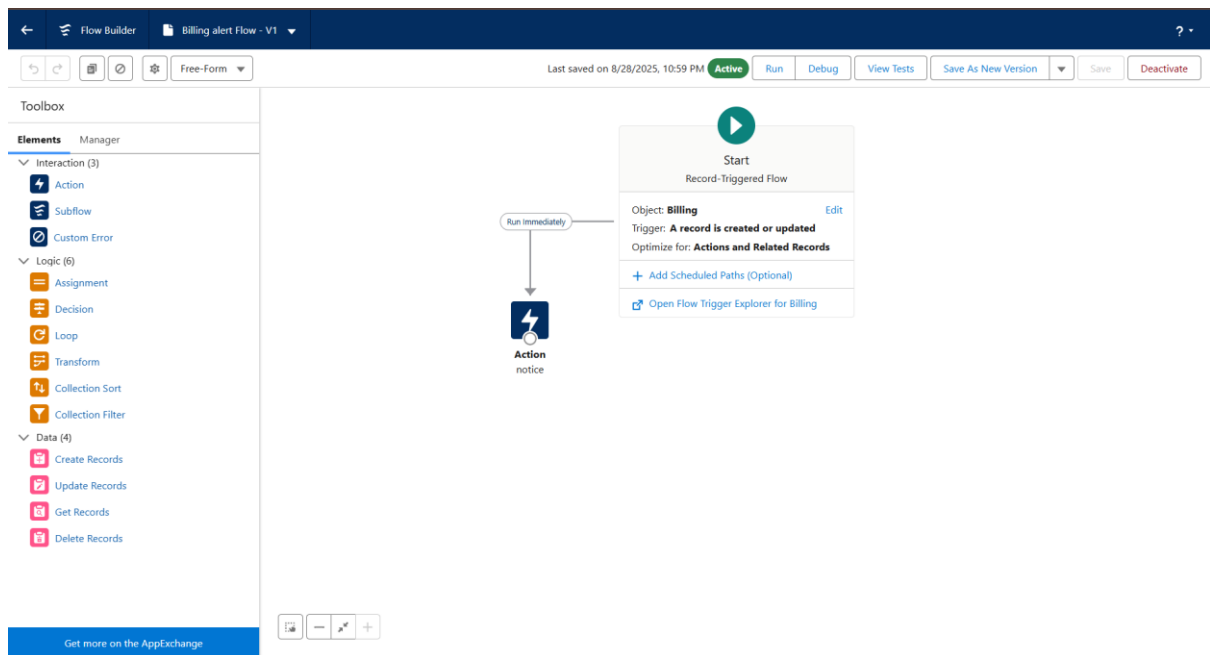 Flow Builder
Billing alert Flow - V1
?
Free-Form
Last saved on 8/28/2025, 10:59 PM
Active
Run
Debug
View Tests
Save As New Version
Save
Deactivate
Toolbox
Elements
Manager
Interaction (3)
Action
Subflow
Custom Error
Logic (6)
Assignment
Decision
Loop
Transform
Collection Sort
Collection Filter
Data (4)
Create Records
Update Records
Get Records
Delete Records
Get more on the AppExchange
Start
Record-Triggered Flow
Object: Billing
Edit
Trigger: A record is created or updated
Optimize for: Actions and Related Records
+ Add Scheduled Paths (Optional)
Open Flow Trigger Explorer for Billing
Run Immediately
Action
notice